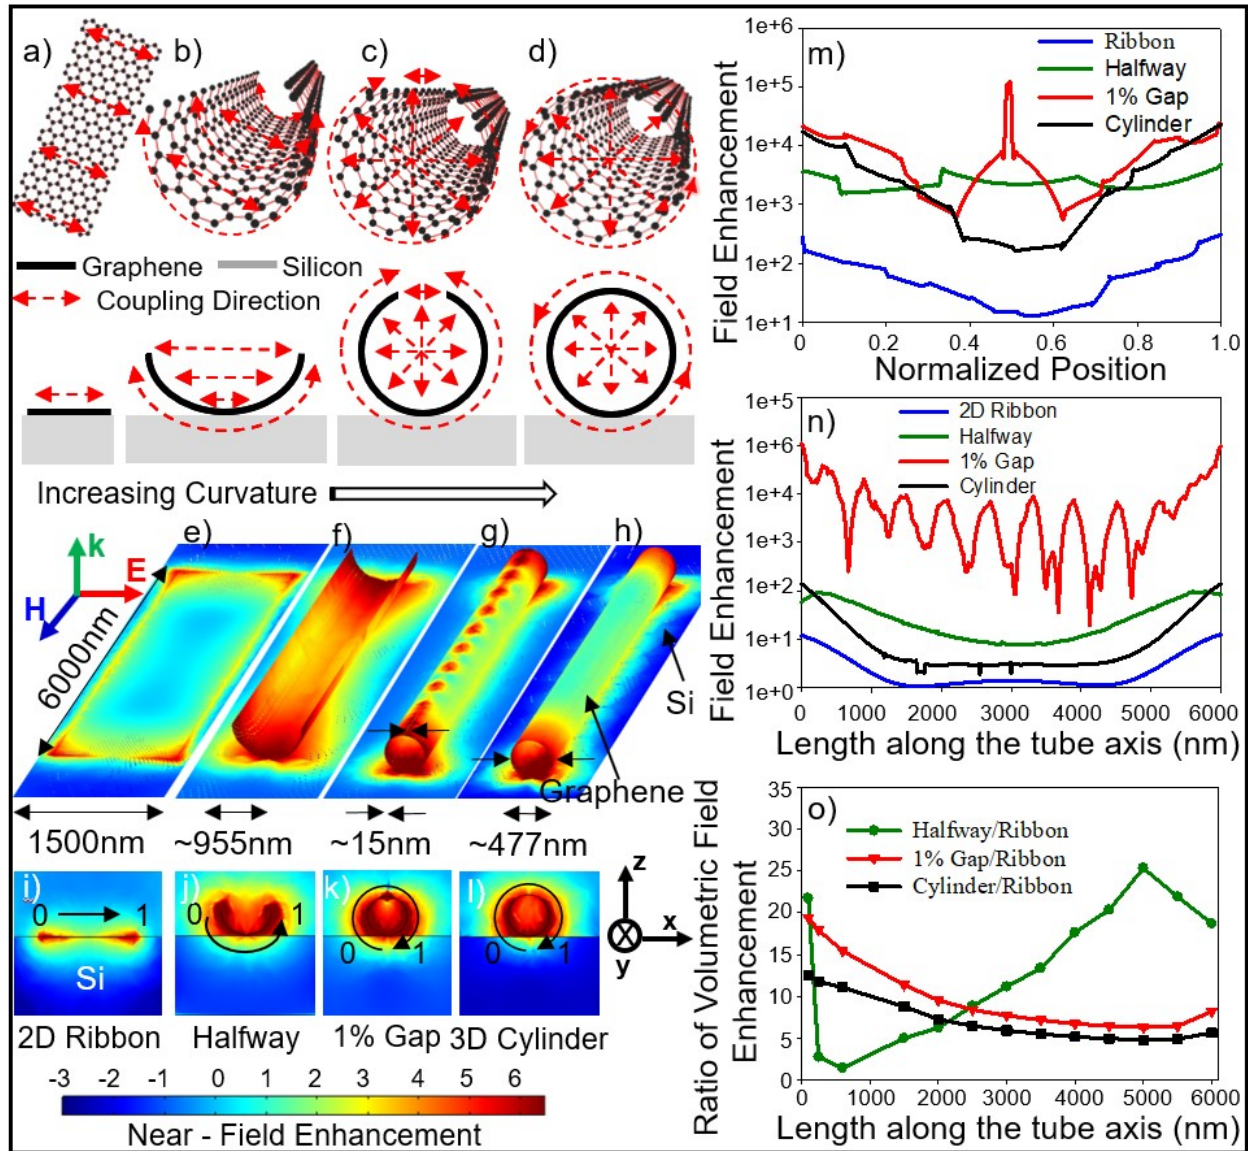 a)
b)
c)
d)
Graphene
Silicon
Coupling Direction
Increasing Curvature
e)
f)
g)
h)
k
E
H
6000nm
Si
Graphene
1500nm
~955nm
~15nm
~477nm
i)
j)
k)
l)
0
1
0
1
0
1
0
1
Si
z
x
y
2D Ribbon
Halfway
1% Gap
3D Cylinder
-3 -2 -1 0 1 2 3 4 5 6
Near - Field Enhancement
m)
Ribbon
Halfway
1% Gap
Cylinder
1e+6
1e+5
1e+4
1e+3
1e+2
1e+1
Field Enhancement
0.0 0.2 0.4 0.6 0.8 1.0
Normalized Position
n)
2D Ribbon
Halfway
1% Gap
Cylinder
1e+5
1e+6
1e+4
1e+3
1e+2
1e+1
1e+0
Field Enhancement
0 1000 2000 3000 4000 5000 6000
Length along the tube axis (nm)
o)
Halfway/Ribbon
1% Gap/Ribbon
Cylinder/Ribbon
35
30
25
20
15
10
5
0
Ratio of Volumetric Field
Enhancement
0 1000 2000 3000 4000 5000 6000
Length along the tube axis (nm)